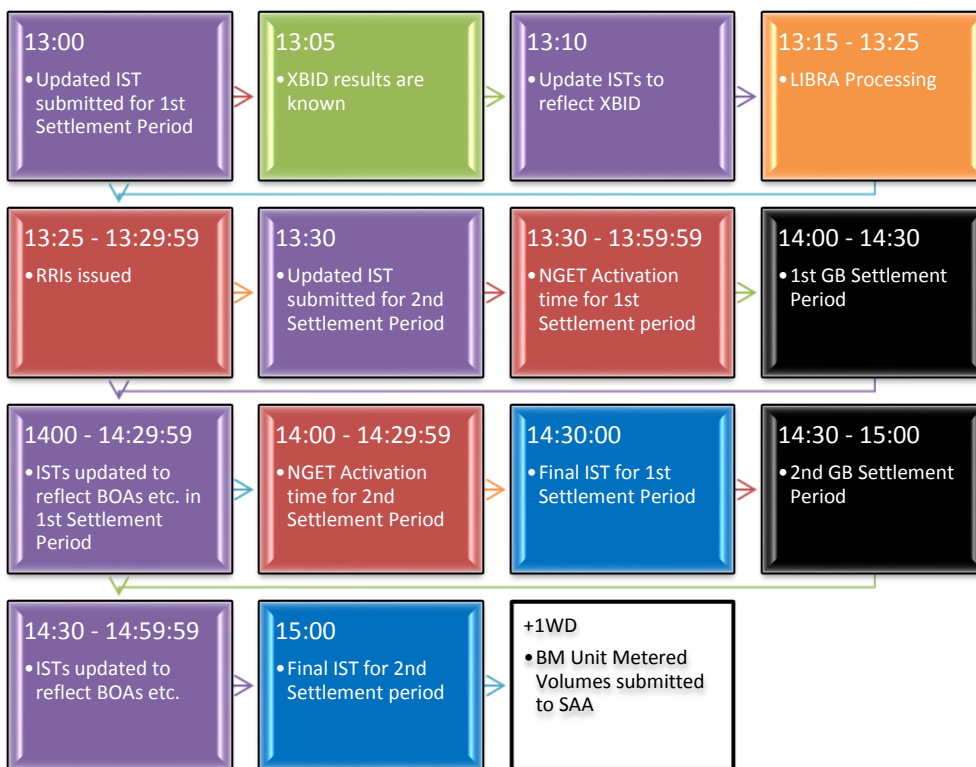 13:00
•Updated IST
submitted for 1st
Settlement Period
13:05
•XBID results are
known
13:10
•Update ISTs to
reflect XBID
13:15 - 13:25
•LIBRA Processing
13:25 - 13:29:59
•RRIs issued
13:30
•Updated IST
submitted for 2nd
Settlement Period
13:30 - 13:59:59
•NGET Activation
time for 1st
Settlement period
14:00 - 14:30
•1st GB Settlement
Period
1400 - 14:29:59
•ISTs updated to
reflect BOAs etc. in
1st Settlement
Period
14:00 - 14:29:59
•NGET Activation
time for 2nd
Settlement Period
14:30:00
•Final IST for 1st
Settlement Period
14:30 - 15:00
•2nd GB Settlement
Period
14:30 - 14:59:59
•ISTs updated to
reflect BOAs etc.
15:00
•Final IST for 2nd
Settlement period
+1WD
•BM Unit Metered
Volumes submitted
to SAA